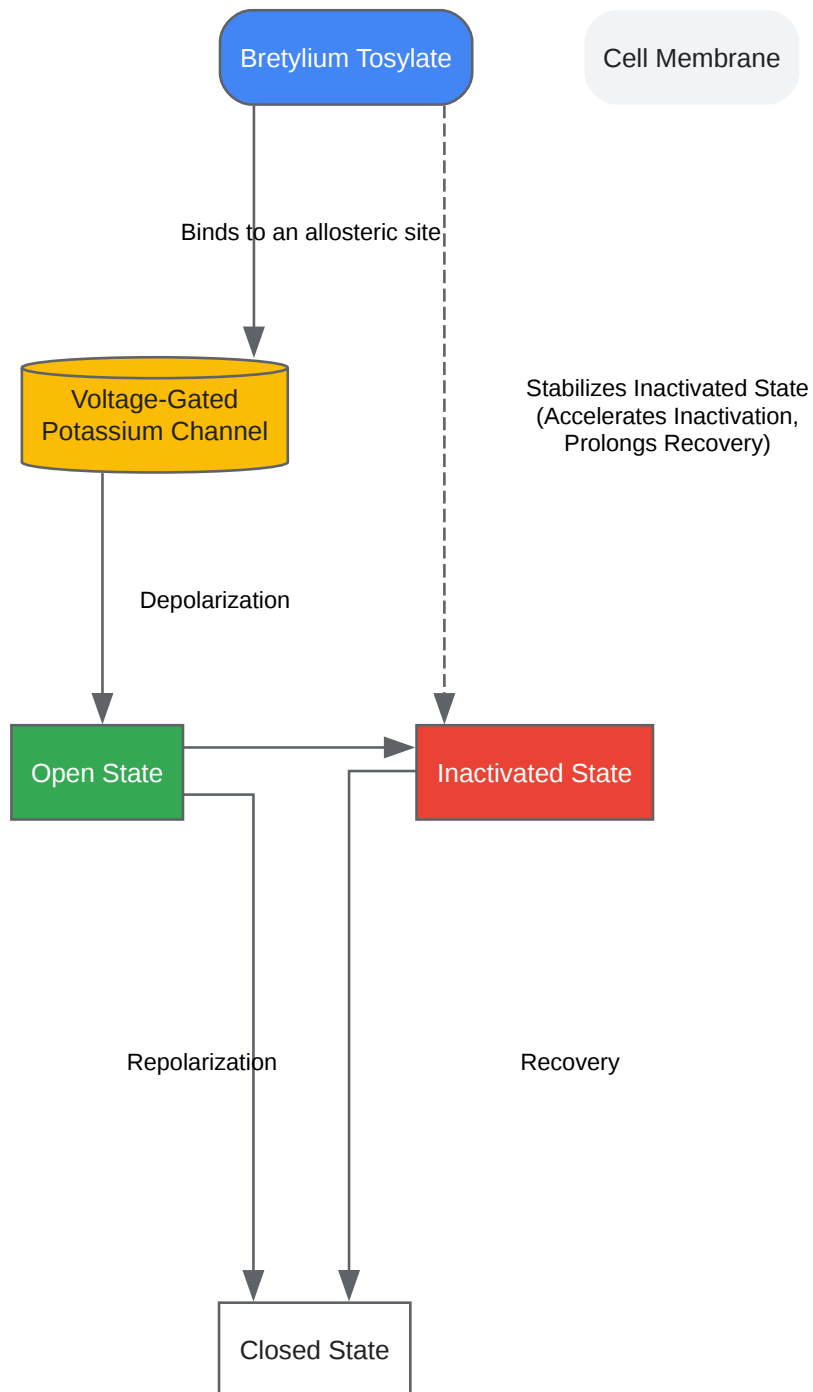 Bretylium Tosylate
Cell Membrane
Binds to an allosteric site
Voltage-Gated
Potassium Channel
Stabilizes Inactivated State
(Accelerates Inactivation,
Prolongs Recovery)
Depolarization
Open State
Inactivated State
Repolarization
Recovery
Closed State